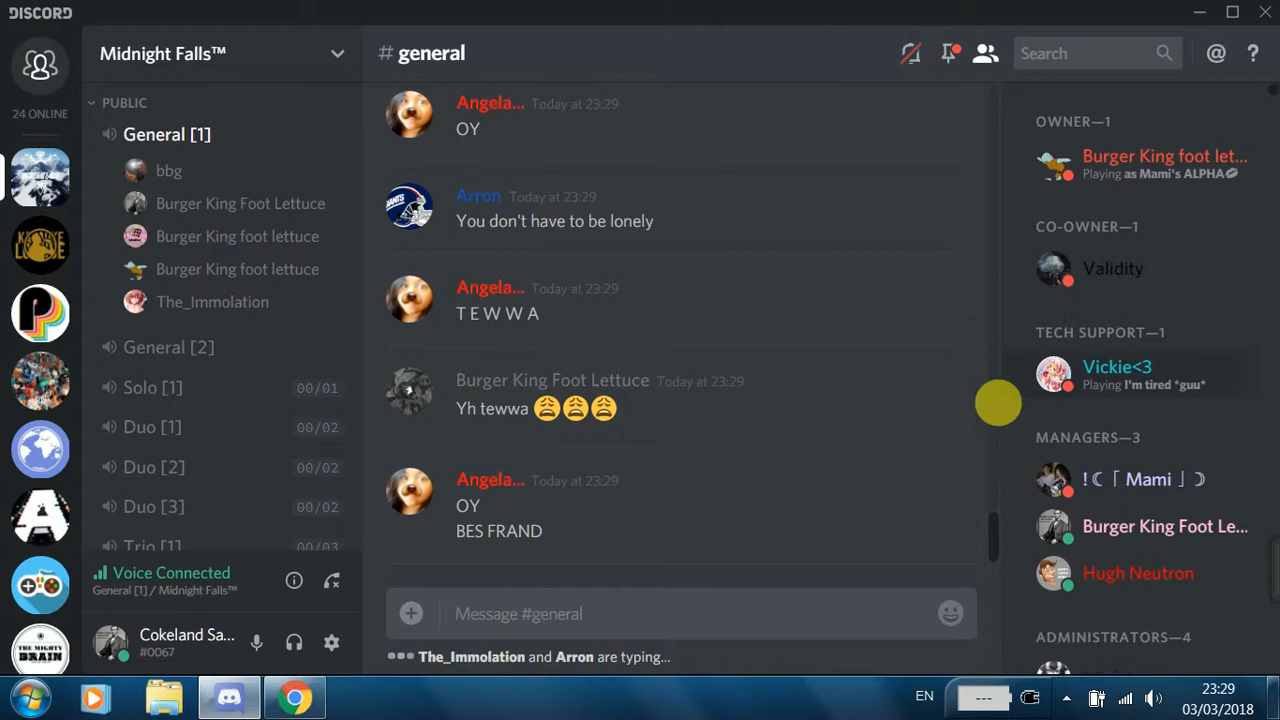 DISCORD
24 ONLINE
Midnight Falls™
PUBLIC
General [1]
bbg
Burger King Foot Lettuce
Burger King foot lettuce
Burger King foot lettuce
The_Immolation
General [2]
Solo [1] 00/01
Duo [1] 00/02
Duo [2] 00/02
Duo [3] 00/02
Trio [1] 00/03
Voice Connected
General [1] / Midnight Falls™
Cokeland Sa...
#0067
# general
Search
@ ?
Angela... Today at 23:29
OY
Arron Today at 23:29
You don't have to be lonely
Angela... Today at 23:29
T E W W A
Burger King Foot Lettuce Today at 23:29
Yh tewwa 😩😩😩
Angela... Today at 23:29
OY
BES FRAND
Message #general
The_Immolation and Arron are typing...
OWNER—1
Burger King foot let...
Playing as Mami's ALPHA
CO-OWNER—1
Validity
TECH SUPPORT—1
Vickie<3
Playing I'm tired *guu*
MANAGERS—3
!☾「 Mami 」☽
Burger King Foot Le...
Hugh Neutron
ADMINISTRATORS—4
THE MIGHTY
BRAIN
EN
---
23:29
03/03/2018